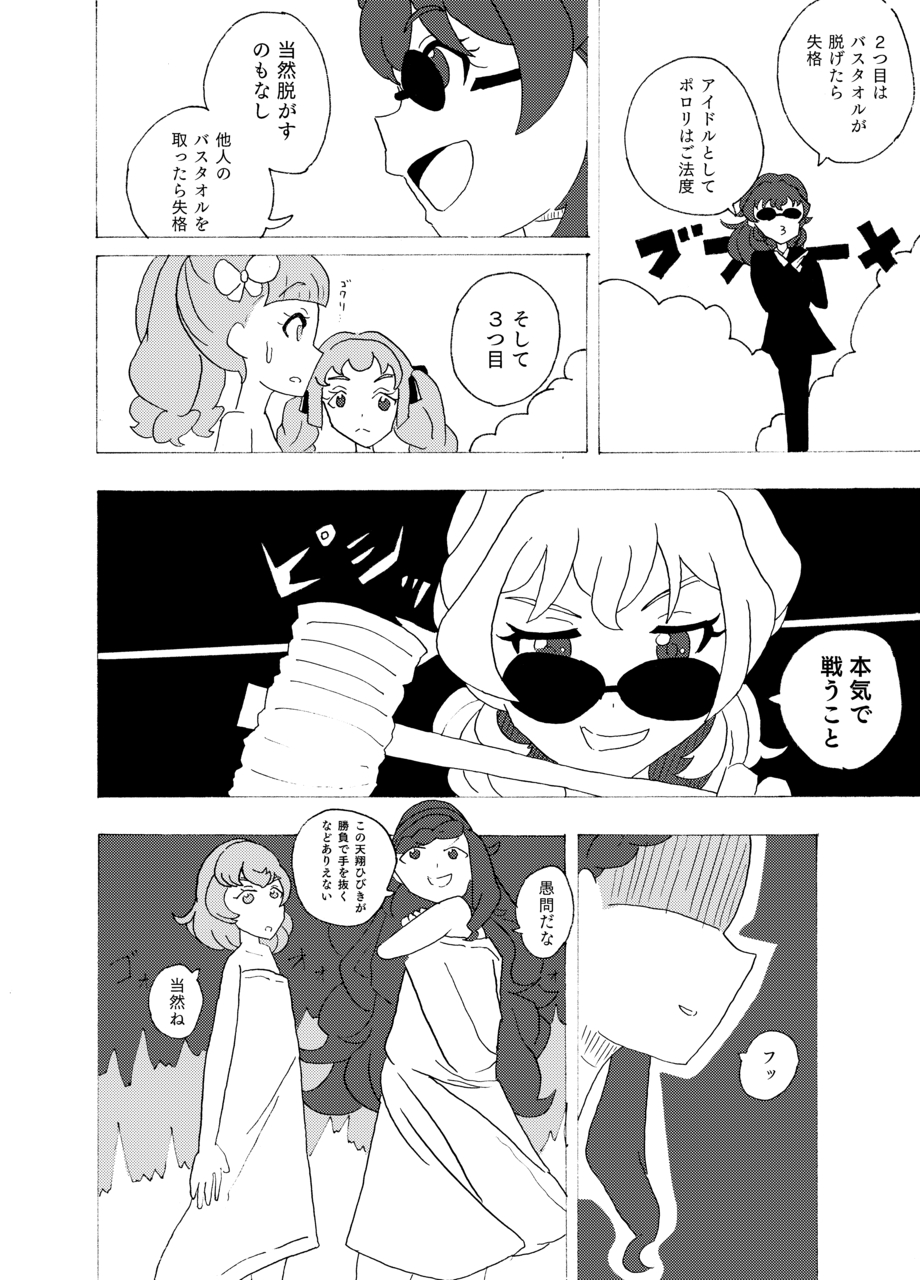 2つ目は
バスタオルが
脱げたら
失格
アイドルとして
ポロリはご法度
ブーーメ
当然脱がす
のもなし
他人の
バスタオルを
取ったら失格
そして
3つ目
ゴクリ
本気で
戦うこと
フッ
愚問だな
この天翔ひびきが
勝負で手を抜く
などありえない
当然ね
ゴォォ